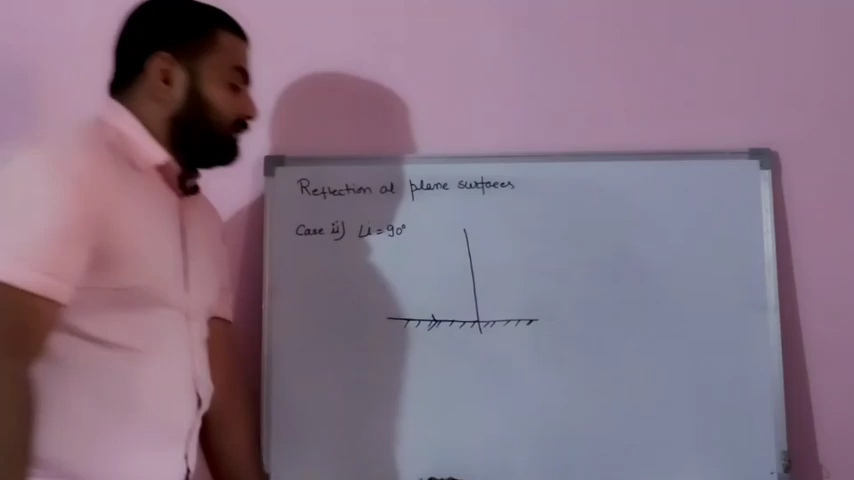 Reflection at plane surfaces
Case ii) ∠i = 90°